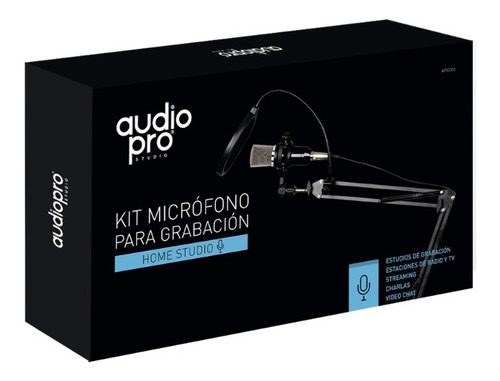 audio
pro
STUDIO
KIT MICRÓFONO
PARA GRABACIÓN
HOME STUDIO
ESTUDIOS DE GRABACIÓN
ESTACIONES DE RADIO Y TV
STREAMING
CHARLAS
VIDEO CHAT
audiopro
STUDIO